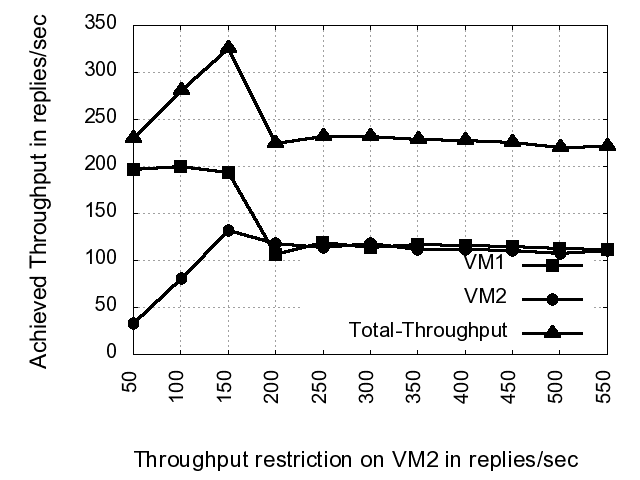 Achieved Throughput in replies/sec
350
300
250
200
150
100
50
0
VM1
VM2
Total-Throughput
50 100 150 200 250 300 350 400 450 500 550
Throughput restriction on VM2 in replies/sec